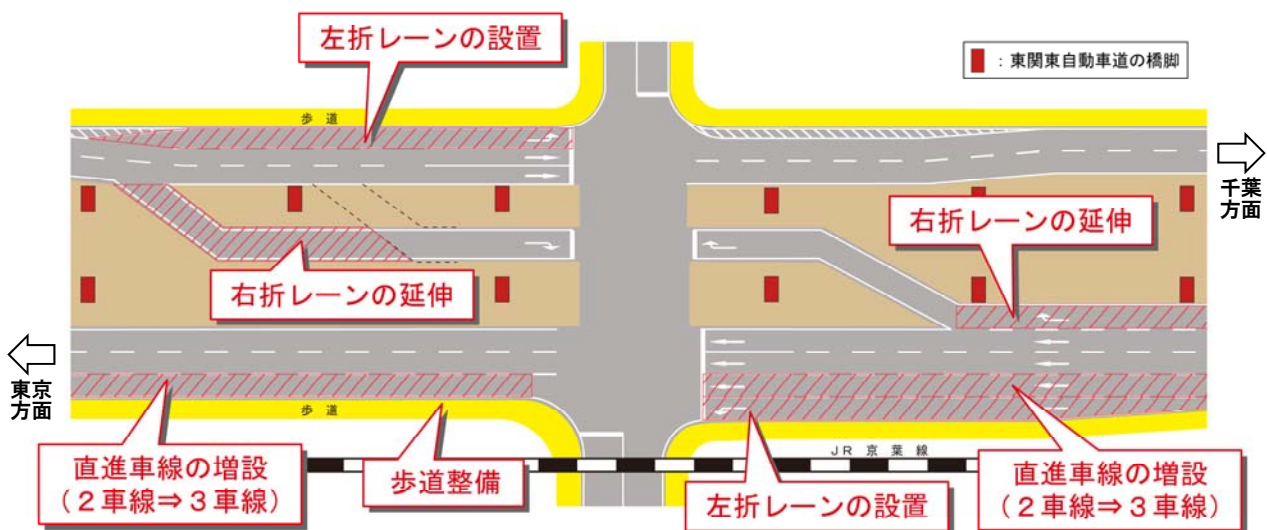 左折レーンの設置
：東関東自動車道の橋脚
歩道
千葉
方面
右折レーンの延伸
右折レーンの延伸
東京
方面
歩道
JR京葉線
直進車線の増設
（２車線⇒３車線）
歩道整備
左折レーンの設置
直進車線の増設
（２車線⇒３車線）